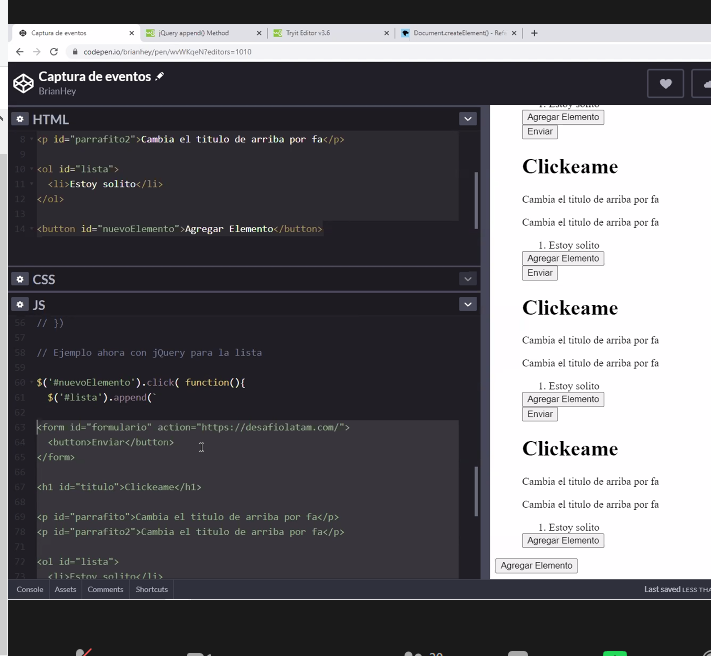 Captura de eventos
jQuery append() Method
Tryit Editor v3.6
Document.createElement() - Refe
codepen.io/brianhey/pen/wvWKqeN?editors=1010
Captura de eventos
BrianHey
HTML
8 <p id="parrafito2">Cambia el titulo de arriba por fa</p>
9
10 <ol id="lista">
11 <li>Estoy solito</li>
12 </ol>
13
14 <button id="nuevoElemento">Agregar Elemento</button>
CSS
JS
56 // })
57
58 // Ejemplo ahora con jQuery para la lista
59
60 $('#nuevoElemento').click( function(){
61 $('#lista').append(`
62
63 <form id="formulario" action="https://desafiolatam.com/">
64 <button>Enviar</button>
65 </form>
66
67 <h1 id="titulo">Clickeame</h1>
68
69 <p id="parrafito">Cambia el titulo de arriba por fa</p>
70 <p id="parrafito2">Cambia el titulo de arriba por fa</p>
71
72 <ol id="lista">
73 <li>Estoy solito</li>
1. Estoy solito
Agregar Elemento
Enviar
Clickeame
Cambia el titulo de arriba por fa
Cambia el titulo de arriba por fa
1. Estoy solito
Agregar Elemento
Enviar
Clickeame
Cambia el titulo de arriba por fa
Cambia el titulo de arriba por fa
1. Estoy solito
Agregar Elemento
Enviar
Clickeame
Cambia el titulo de arriba por fa
Cambia el titulo de arriba por fa
1. Estoy solito
Agregar Elemento
Agregar Elemento
Console Assets Comments Shortcuts
Last saved LESS THA